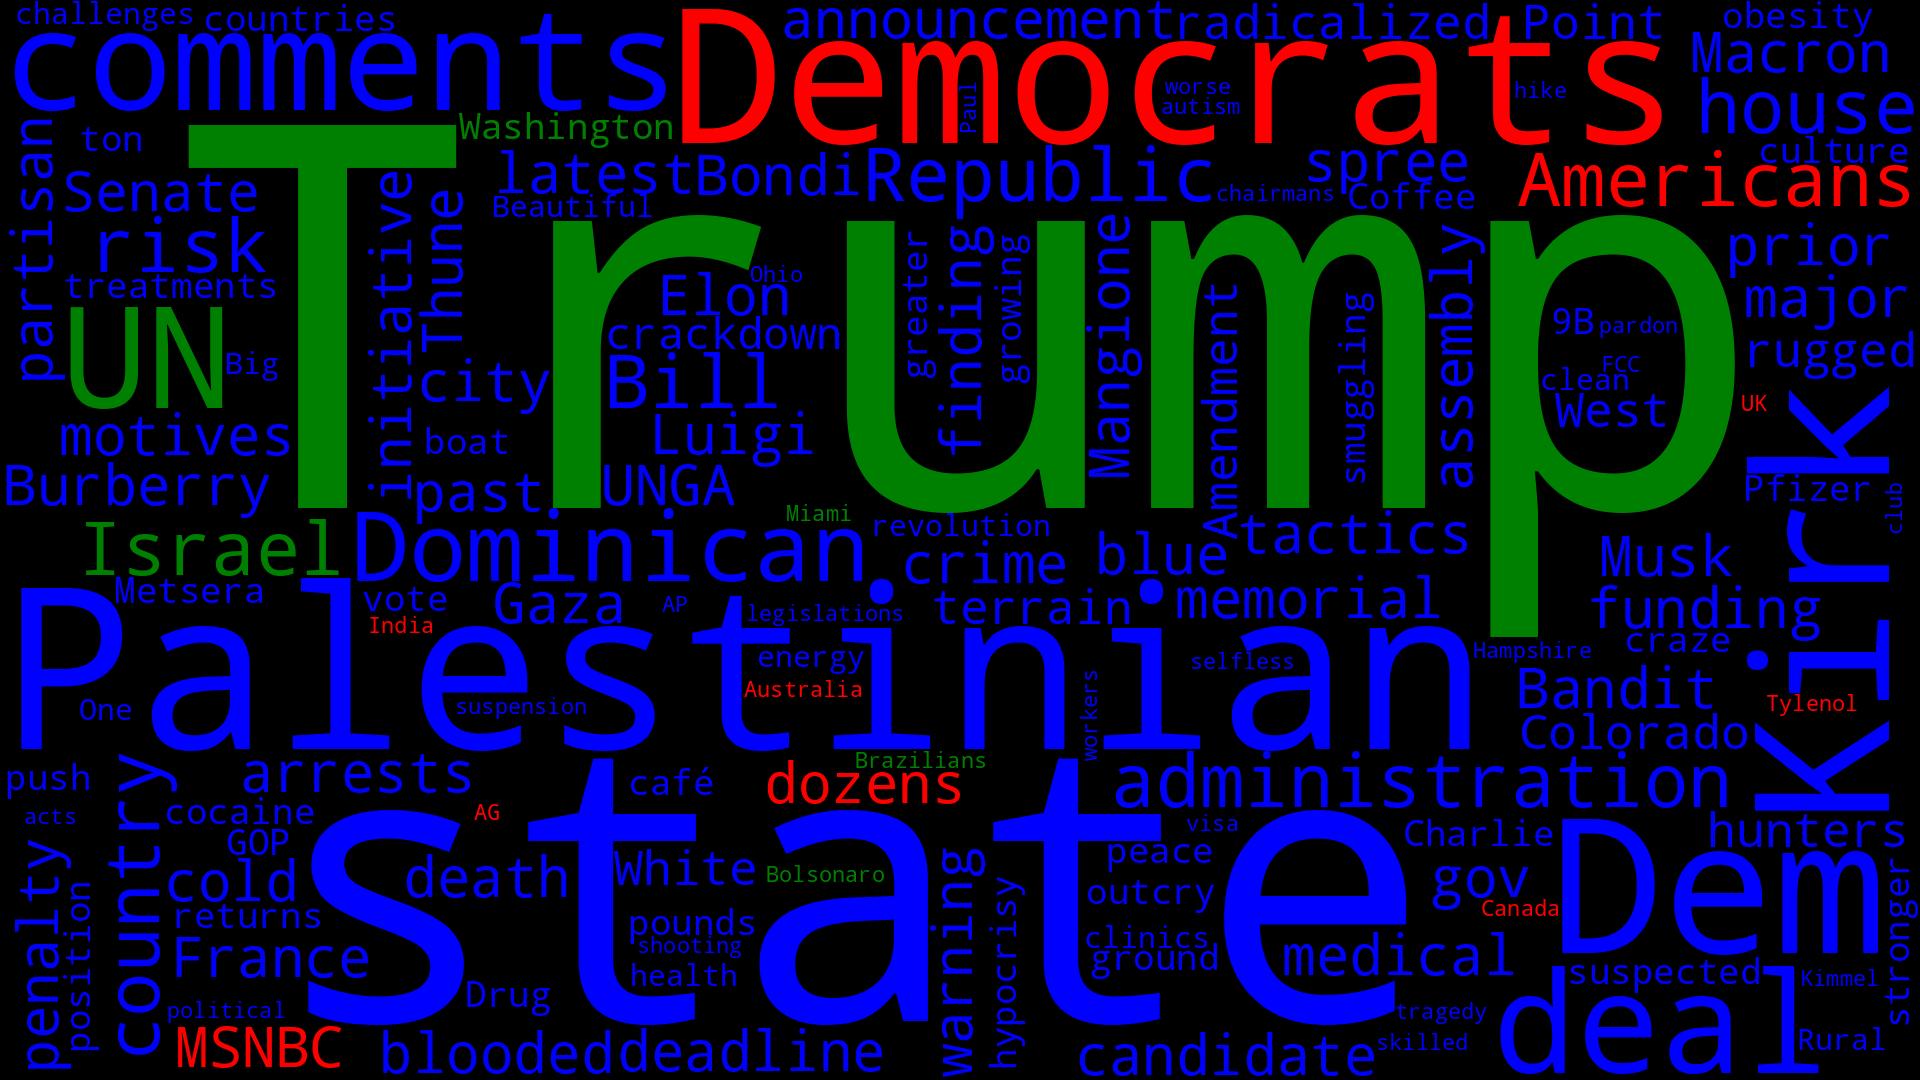 challenges countries
comments
Democrats
announcement
radicalized
Point
obesity
Macron
house
worse
autism
Paul
hike
ton
Washington
culture
partisan
Senate
latest
Bondi
Republic
spree
Americans
Beautiful
chairmans
Coffee
risk
Trump
initiative
Thune
prior
treatments
Elon
Ohio
greater
finding
growing
Mangione
Amendment
smuggling
assembly
major
UN
Big
crackdown
9B
pardon
rugged
city
Bill
FCC
clean
West
UK
motives
boat
Luigi
Kirk
Burberry
past
UNGA
Pfizer
club
Miami
Israel
Dominican
revolution
crime
blue
tactics
Musk
Metsera
vote
Gaza
AP
legislations
terrain
memorial
funding
India
Palestinian
energy
selfless
Hampshire
craze
Australia
workers
Bandit
One
suspension
Tylenol
Colorado
push
country
arrests
café
Brazilians
dozens
administration
acts
cocaine
AG
state
visa
Charlie
hunters
GOP
peace
Dem
penalty
cold
death
White
Bolsonaro
warning
outcry
gov
position
returns
pounds
hypocrisy
Canada
stronger
France
shooting
clinics
ground
medical
health
suspected
Kimmel
political
Drug
tragedy
deal
MSNBC
blooded
deadline
candidate
skilled
Rural